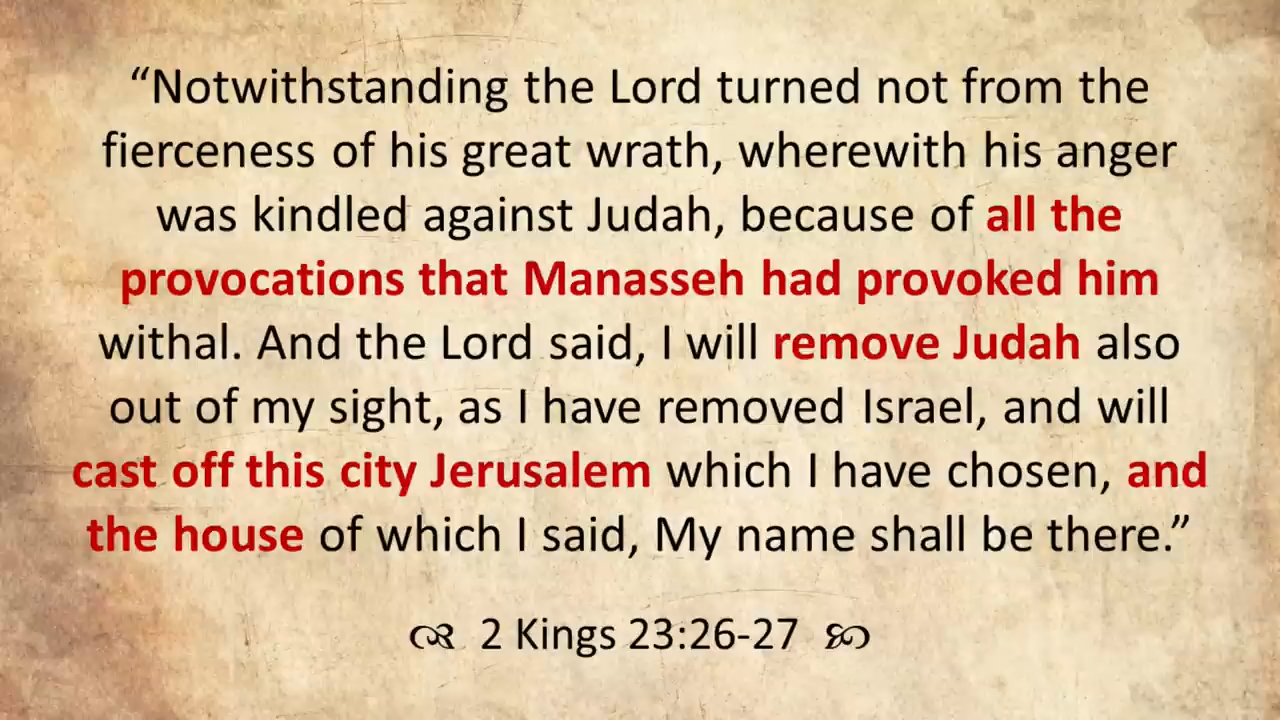 “Notwithstanding the Lord turned not from the
fierceness of his great wrath, wherewith his anger
was kindled against Judah, because of all the
provocations that Manasseh had provoked him
withal. And the Lord said, I will remove Judah also
out of my sight, as I have removed Israel, and will
cast off this city Jerusalem which I have chosen, and
the house of which I said, My name shall be there.”
2 Kings 23:26-27